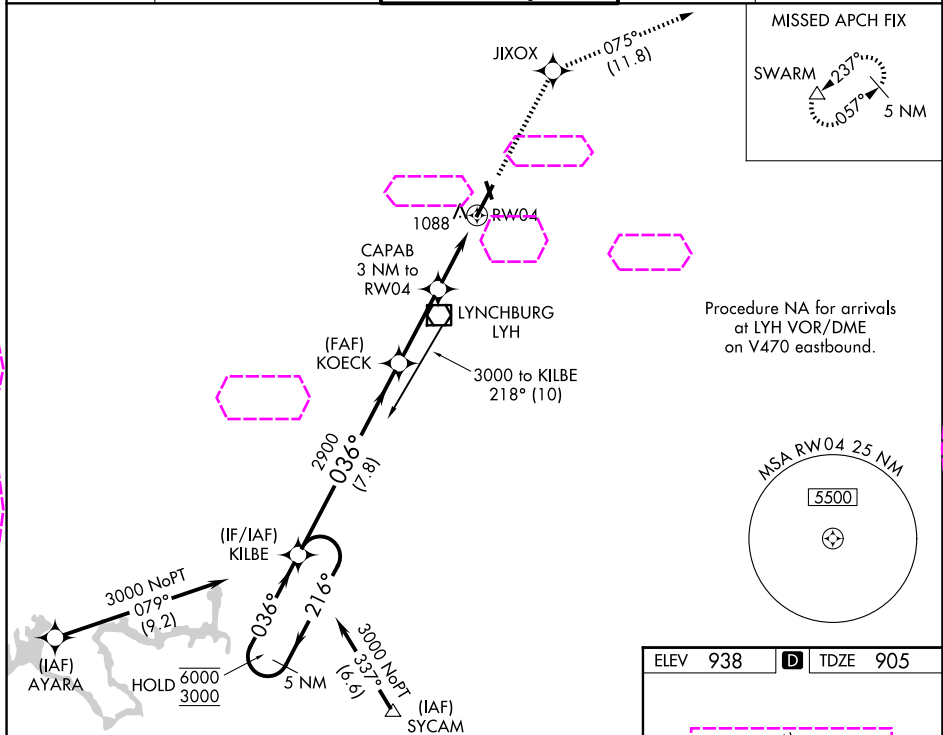 MISSED APCH FIX
SWARM
237°
057°
5 NM
JIXOX
075°
(11.8)
1088
RW04
CAPAB
3 NM to
RW04
LYNCHBURG
LYH
(FAF)
KOECK
3000 to KILBE
218° (10)
Procedure NA for arrivals
at LYH VOR/DME
on V470 eastbound.
2900
036°
(7.8)
MSA RW04 25 NM
5500
(IF/IAF)
KILBE
3000 NoPT
079°
(9.2)
036°
216°
3000 NoPT
337°
(6.6)
(IAF)
AYARA
HOLD
6000
3000
5 NM
(IAF)
SYCAM
ELEV 938
D
TDZE 905